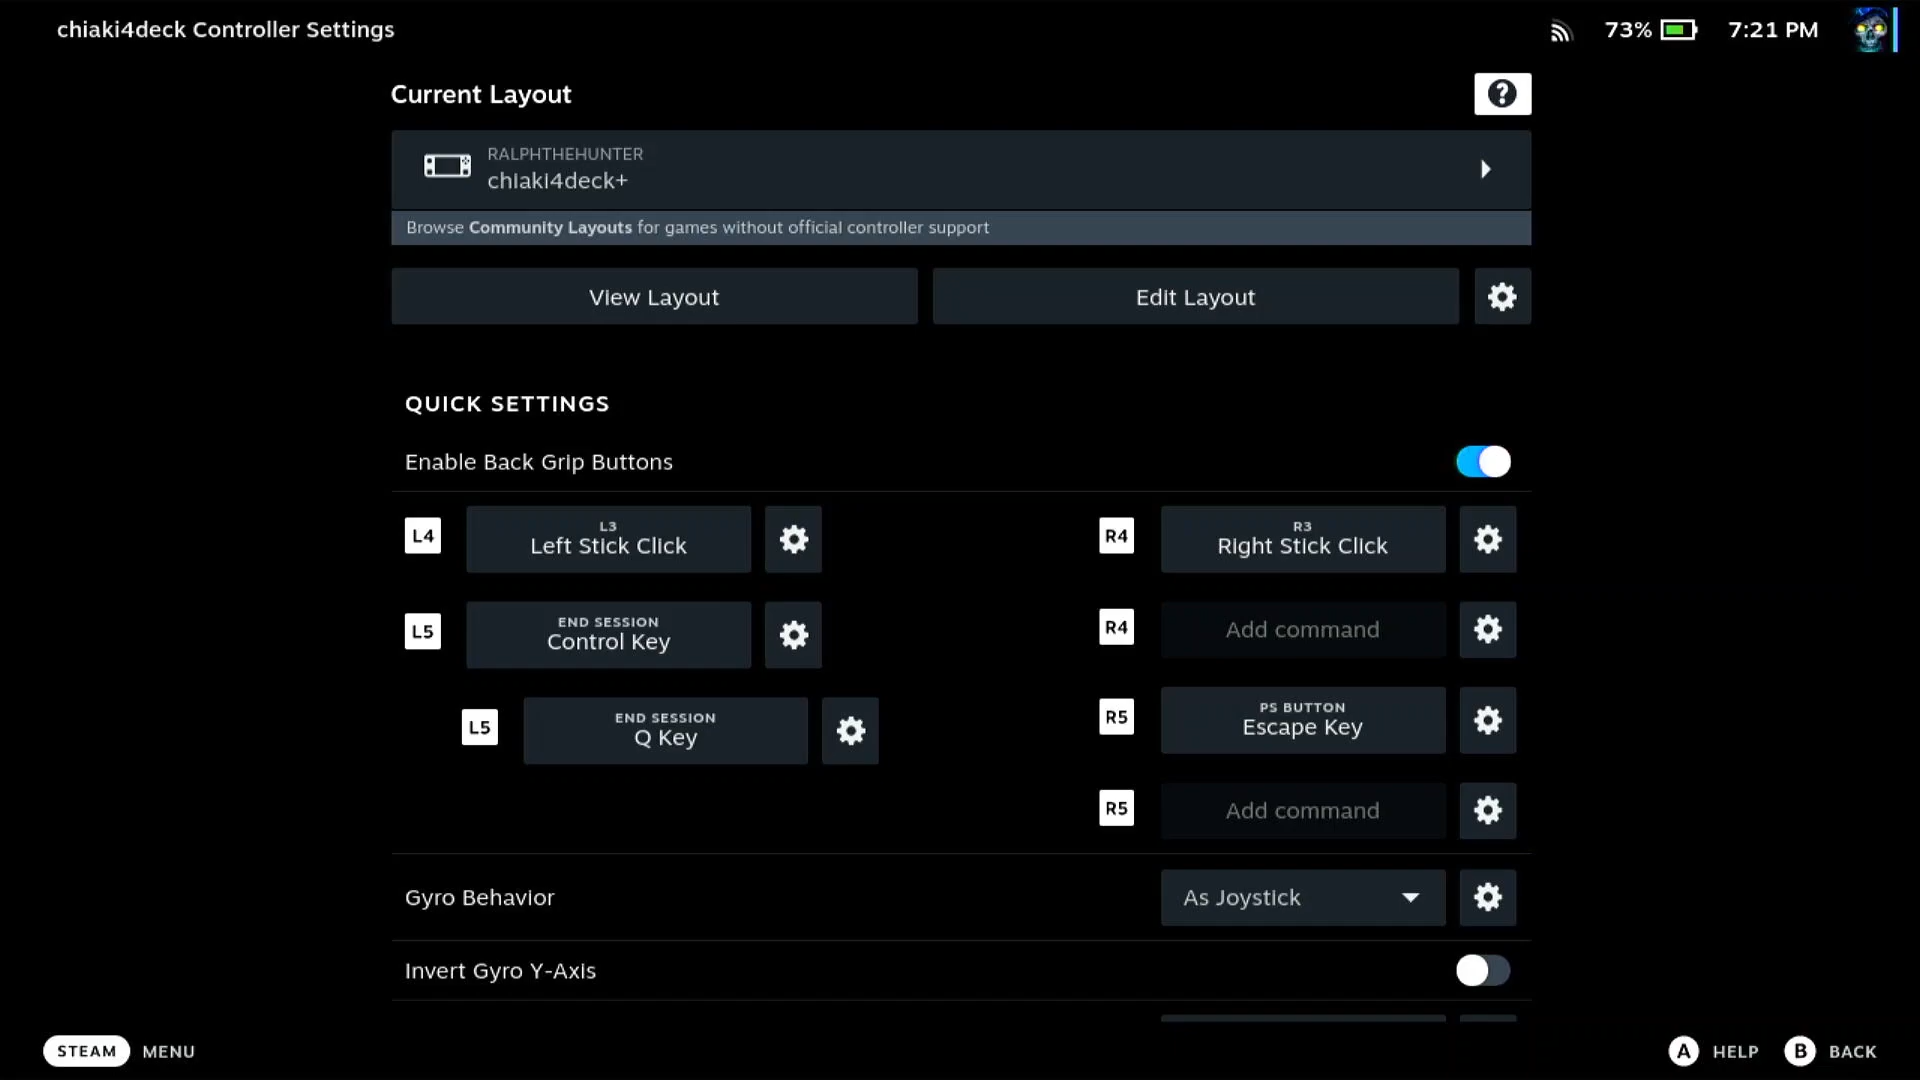 chiaki4deck Controller Settings
73%
7:21 PM
Current Layout
?
RALPHTHEHUNTER
chiaki4deck+
Browse Community Layouts for games without official controller support
View Layout
Edit Layout
QUICK SETTINGS
Enable Back Grip Buttons
L4
L3
Left Stick Click
R4
R3
Right Stick Click
L5
END SESSION
Control Key
R4
Add command
L5
END SESSION
Q Key
R5
PS BUTTON
Escape Key
R5
Add command
Gyro Behavior
As Joystick
Invert Gyro Y-Axis
STEAM MENU
A HELP
B BACK